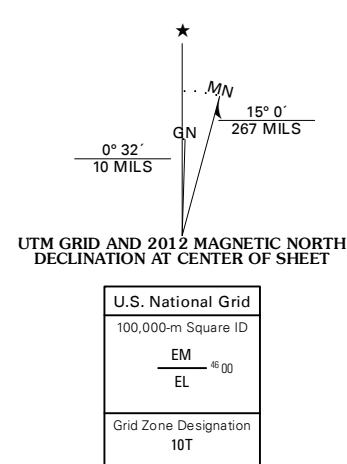 ★
MN
15° 0´
267 MILS
GN
0° 32´
10 MILS
UTM GRID AND 2012 MAGNETIC NORTH
DECLINATION AT CENTER OF SHEET
U.S. National Grid
100,000-m Square ID
EM
46 00
EL
Grid Zone Designation
10T